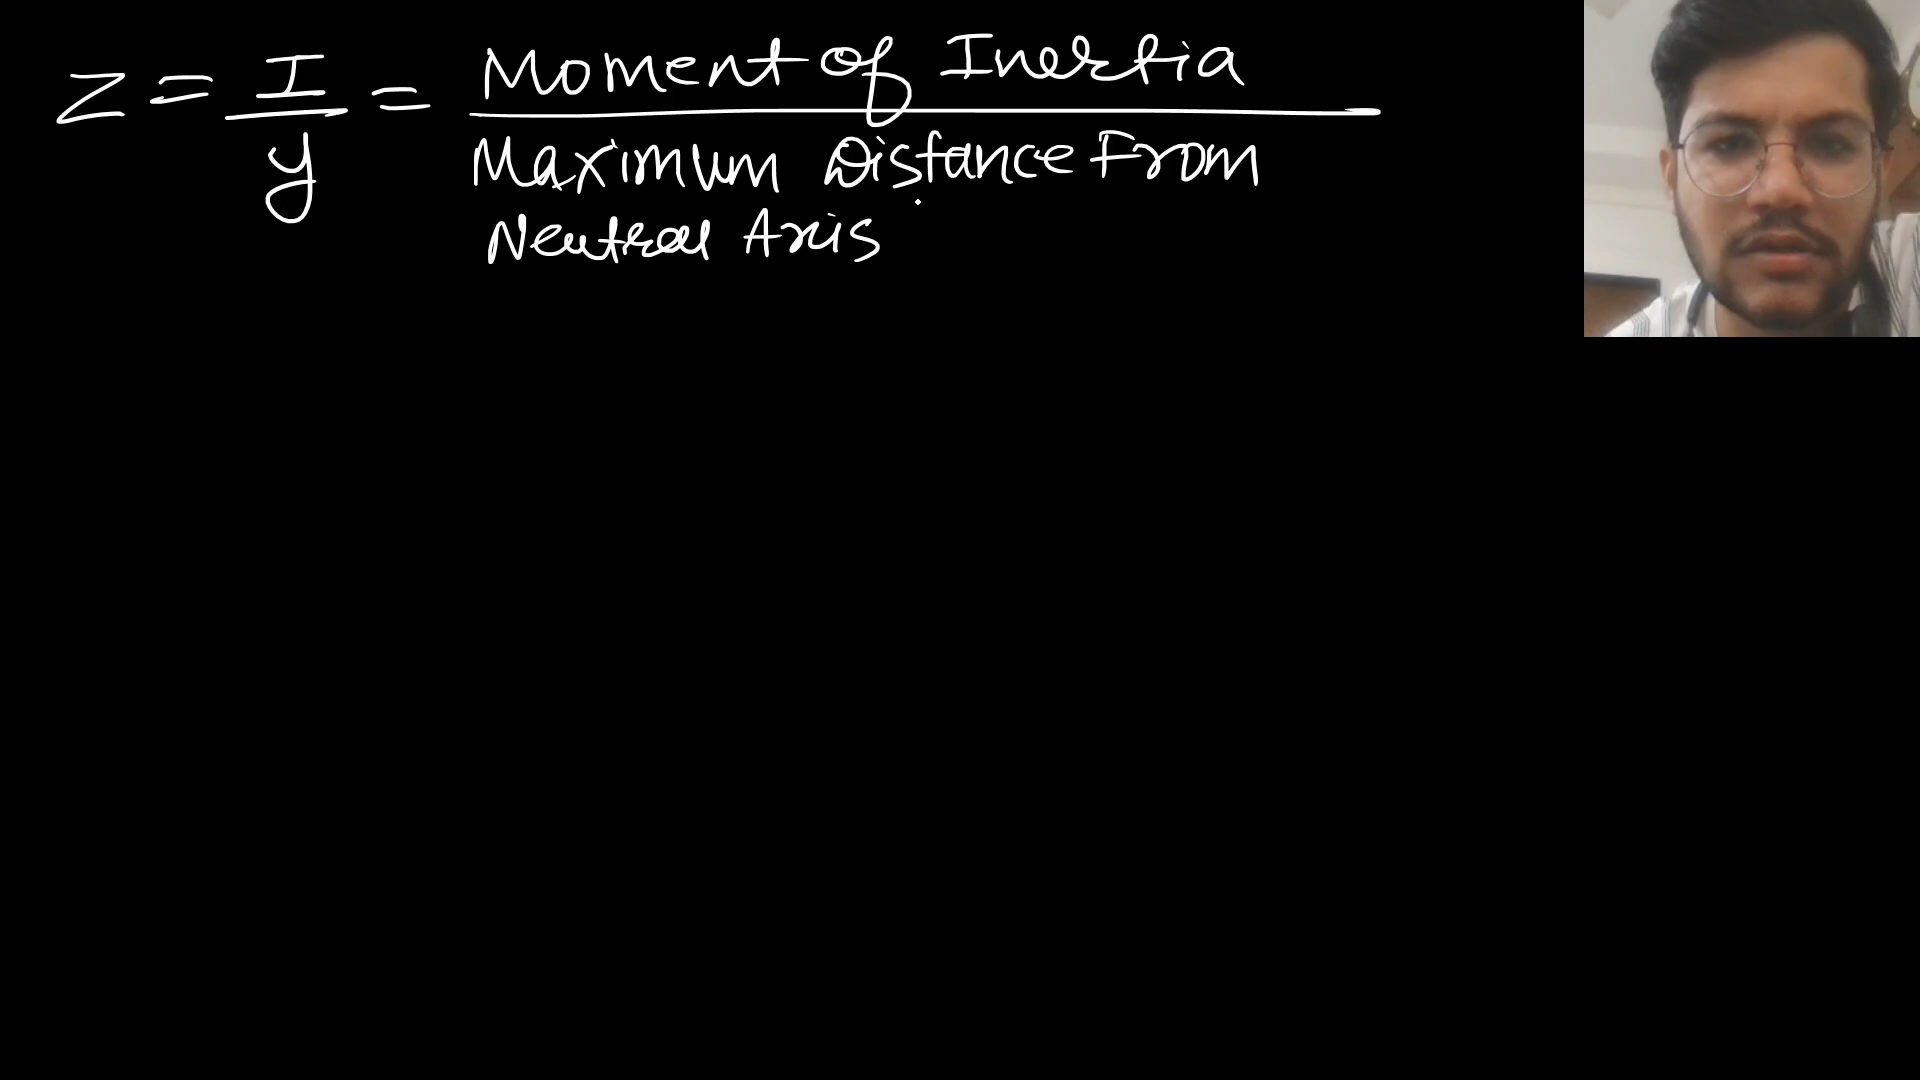 Z = I/y = Moment of Inertia
Maximum Distance From
Neutral Axis